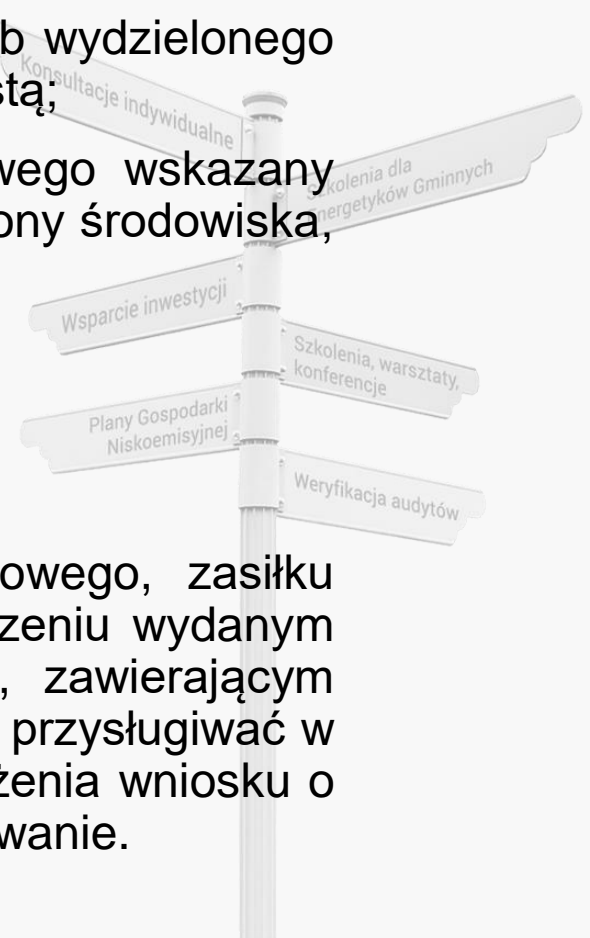 b wydzielonego
stą;
wego wskazany
ony środowiska,
owego, zasiłku
zeniu wydanym
, zawierającym
przysługiwać w
żenia wniosku o
wanie.
Konsultacje indywidualne
Szkolenia dla
Energetyków Gminnych
Wsparcie inwestycji
Szkolenia, warsztaty,
konferencje
Plany Gospodarki
Niskoemisyjnej
Weryfikacja audytów